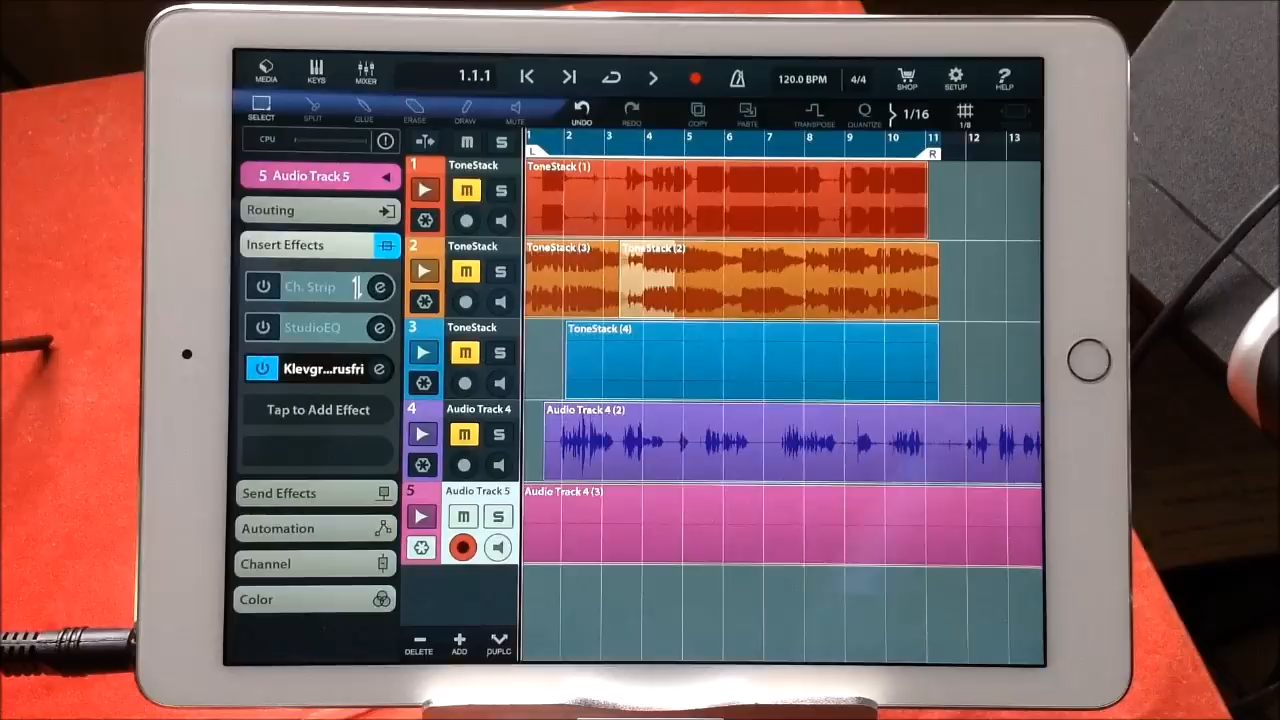 MEDIA KEYS MIXER 1.1.1 120.0 BPM 4/4 SHOP SETUP HELP
SELECT SPLIT GLUE ERASE DRAW MUTE UNDO REDO COPY PASTE TRANSPOSE QUANTIZE 1/16 1/8
CPU M S 1 2 3 4 5 6 7 8 9 10 11 12 13
L R
5 Audio Track 5
Routing
Insert Effects
Ch. Strip
StudioEQ
Klevgr...rusfri
Tap to Add Effect
Send Effects
Automation
Channel
Color
1 ToneStack
M S
ToneStack (1)
2 ToneStack
M S
ToneStack (3) ToneStack (2)
3 ToneStack
M S
ToneStack (4)
4 Audio Track 4
M S
Audio Track 4 (2)
5 Audio Track 5
M S
Audio Track 4 (3)
DELETE ADD DUPLC